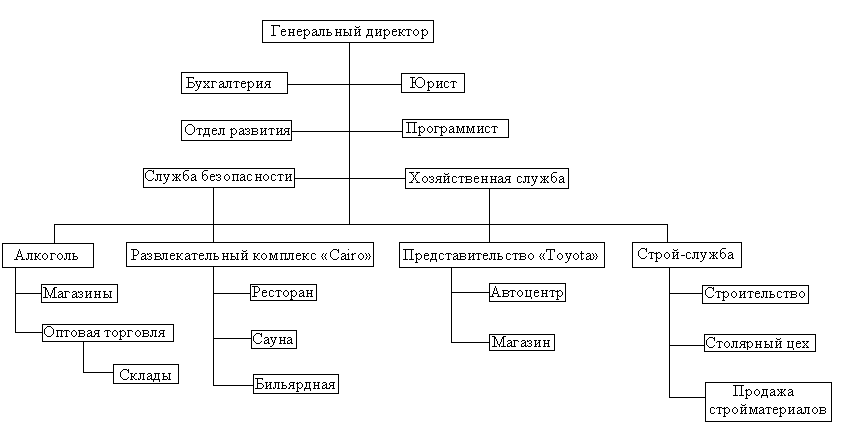 Генеральный директор
Бухгалтерия
Юрист
Отдел развития
Программист
Служба безопасности
Хозяйственная служба
Алкоголь
Развлекательный комплекс «Cairo»
Представительство «Toyota»
Строй-служба
Магазины
Оптовая торговля
Склады
Ресторан
Сауна
Бильярдная
Автоцентр
Магазин
Строительство
Столярный цех
Продажа
стройматериалов